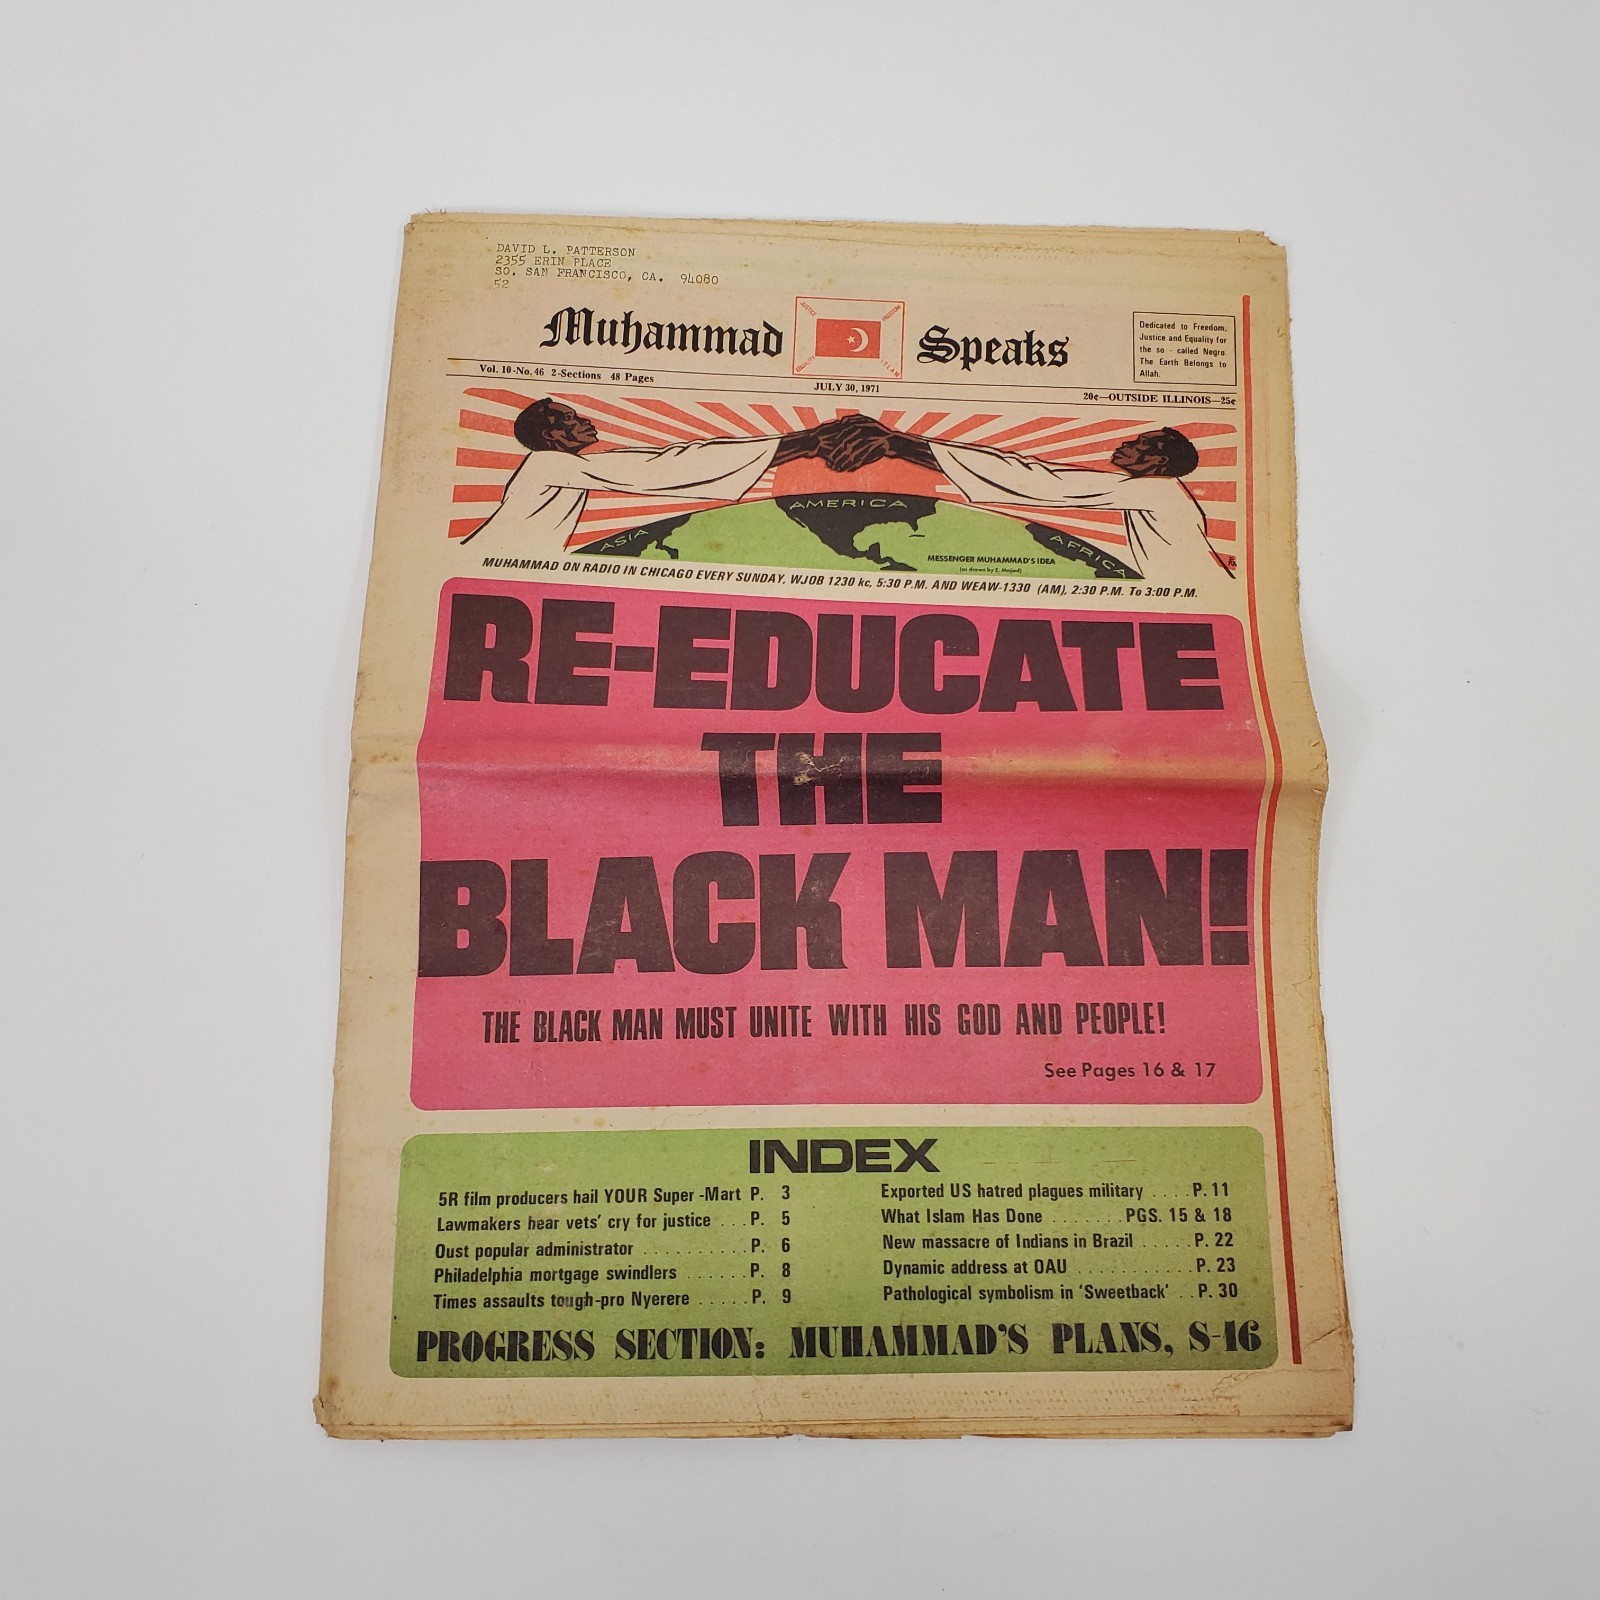 DAVID L. PATTERSON
2355 ERIN PLACE
SO. SAN FRANCISCO, CA. 94080
52
Muhammad Speaks
JUSTICE
FREEDOM
EQUALITY
ISLAM
Dedicated to Freedom,
Justice and Equality for
the so - called Negro.
The Earth Belongs to
Allah.
Vol. 10-No. 46 2-Sections 48 Pages
JULY 30, 1971
20¢—OUTSIDE ILLINOIS—25¢
ASIA
AMERICA
AFRICA
MESSENGER MUHAMMAD'S IDEA
(as drawn by E. Majied)
MUHAMMAD ON RADIO IN CHICAGO EVERY SUNDAY, WJOB 1230 kc, 5:30 P.M. AND WEAW-1330 (AM), 2:30 P.M. To 3:00 P.M.
RE-EDUCATE
THE
BLACK MAN!
THE BLACK MAN MUST UNITE WITH HIS GOD AND PEOPLE!
See Pages 16 & 17
INDEX
5R film producers hail YOUR Super -Mart P. 3
Lawmakers hear vets' cry for justice ...P. 5
Oust popular administrator ..........P. 6
Philadelphia mortgage swindlers ......P. 8
Times assaults tough-pro Nyerere .....P. 9
Exported US hatred plagues military ....P. 11
What Islam Has Done .......PGS. 15 & 18
New massacre of Indians in Brazil .....P. 22
Dynamic address at OAU ...........P. 23
Pathological symbolism in 'Sweetback' ..P. 30
PROGRESS SECTION: MUHAMMAD'S PLANS, S-16